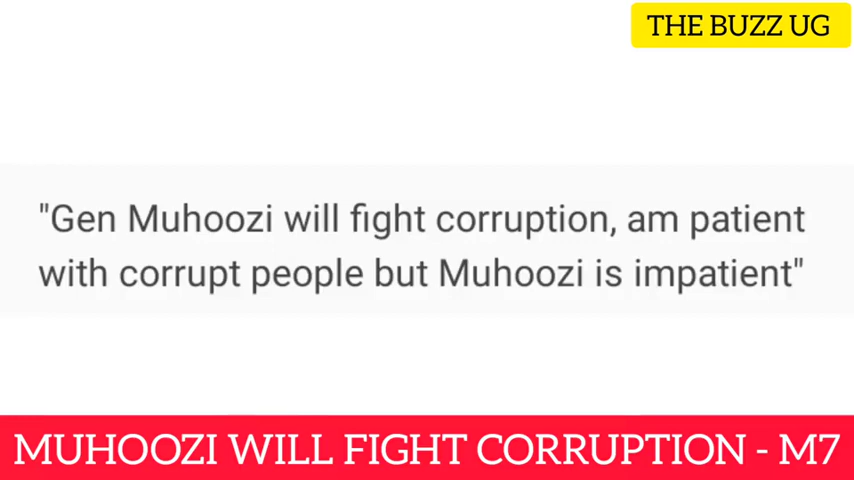 THE BUZZ UG
"Gen Muhoozi will fight corruption, am patient
with corrupt people but Muhoozi is impatient"
MUHOOZI WILL FIGHT CORRUPTION - M7